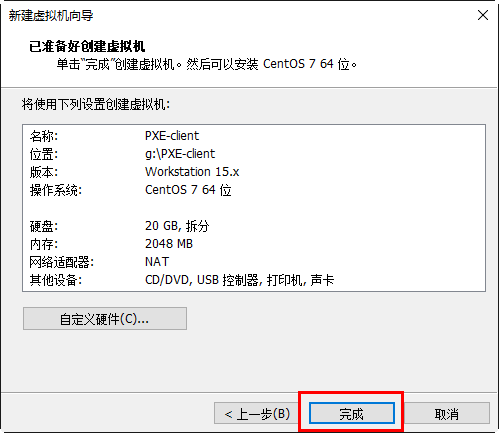 新建虚拟机向导
已准备好创建虚拟机
单击“完成”创建虚拟机。然后可以安装 CentOS 7 64 位。
将使用下列设置创建虚拟机:
名称: PXE-client
位置: g:\PXE-client
版本: Workstation 15.x
操作系统: CentOS 7 64 位
硬盘: 20 GB, 拆分
内存: 2048 MB
网络适配器: NAT
其他设备: CD/DVD, USB 控制器, 打印机, 声卡
自定义硬件(C)...
< 上一步(B) 完成 取消